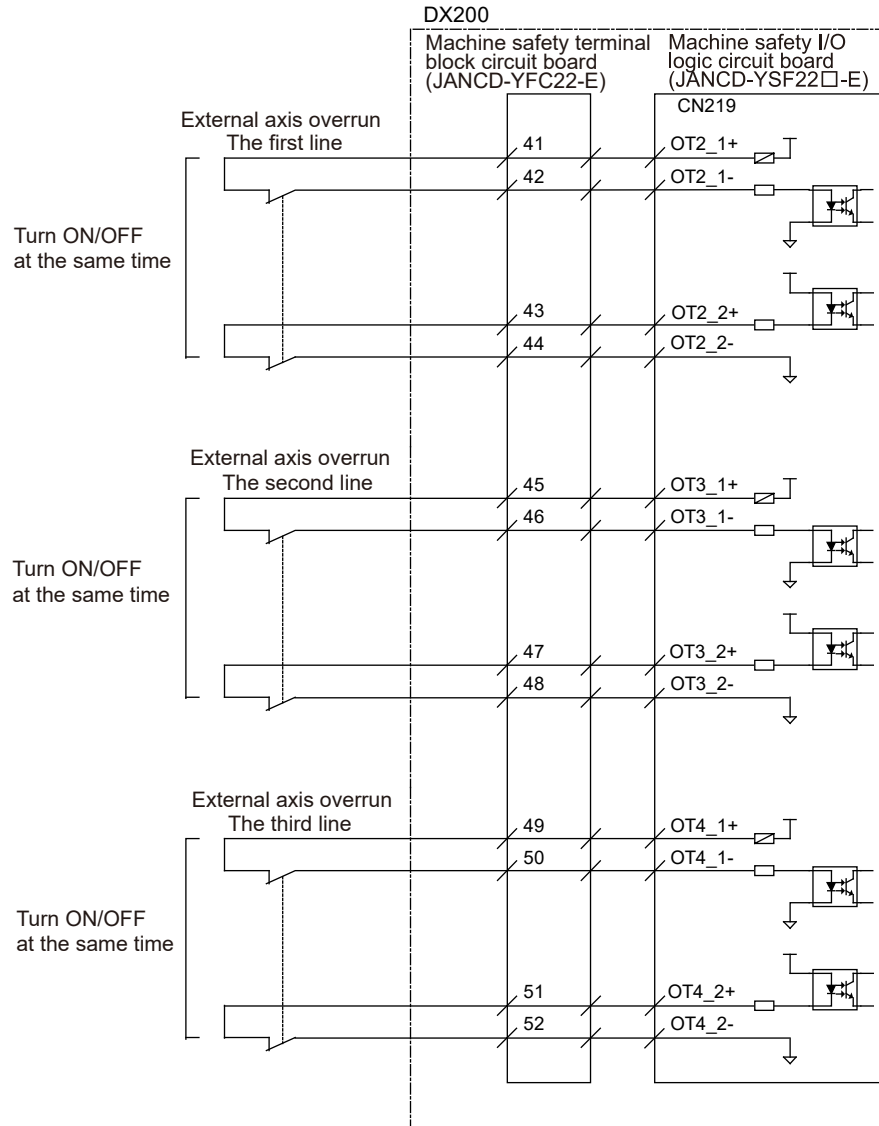 DX200
Machine safety terminal
block circuit board
(JANCD-YFC22-E)
Machine safety I/O
logic circuit board
(JANCD-YSF22□-E)
CN219
External axis overrun
The first line
Turn ON/OFF
at the same time
41
OT2_1+
42
OT2_1-
43
OT2_2+
44
OT2_2-
External axis overrun
The second line
Turn ON/OFF
at the same time
45
OT3_1+
46
OT3_1-
47
OT3_2+
48
OT3_2-
External axis overrun
The third line
Turn ON/OFF
at the same time
49
OT4_1+
50
OT4_1-
51
OT4_2+
52
OT4_2-